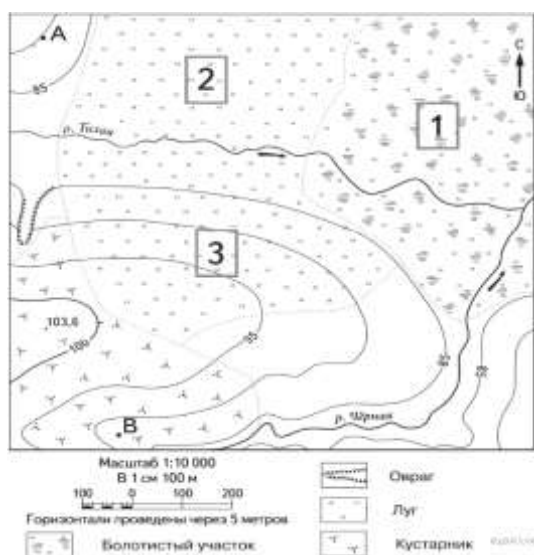 А
2
С
Ю
85
1
р. Тихая
3
103,6
100
95
85
85
р. Чёрная
В
Масштаб 1:10 000
В 1 см 100 м
100 0 100 200
Горизонтали проведены через 5 метров
Болотистый участок
Овраг
Луг
Кустарник